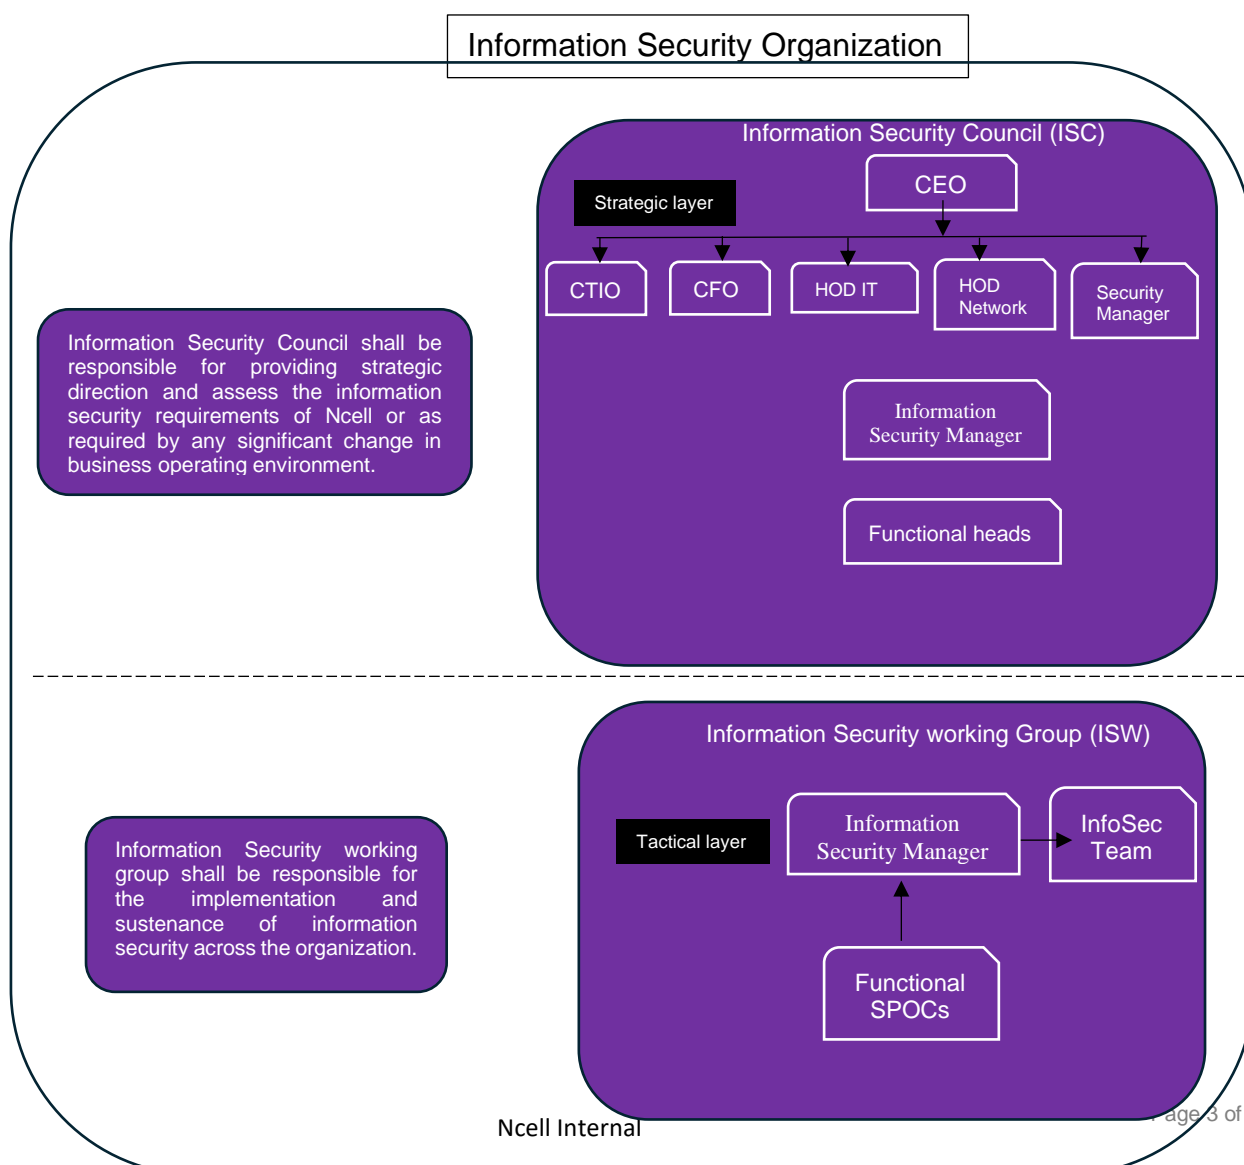 Information Security Organization
Information Security Council (ISC)
CEO
Strategic layer
CTIO
CFO
HOD IT
HOD
Network
Security
Manager
Information Security Council shall be
responsible for providing strategic
direction and assess the information
security requirements of Ncell or as
required by any significant change in
business operating environment.
Information
Security Manager
Functional heads
Information Security working Group (ISW)
Tactical layer
Information
Security Manager
InfoSec
Team
Information Security working
group shall be responsible for
the implementation and
sustenance of information
security across the organization.
Functional
SPOCs
Page 3 of
Ncell Internal